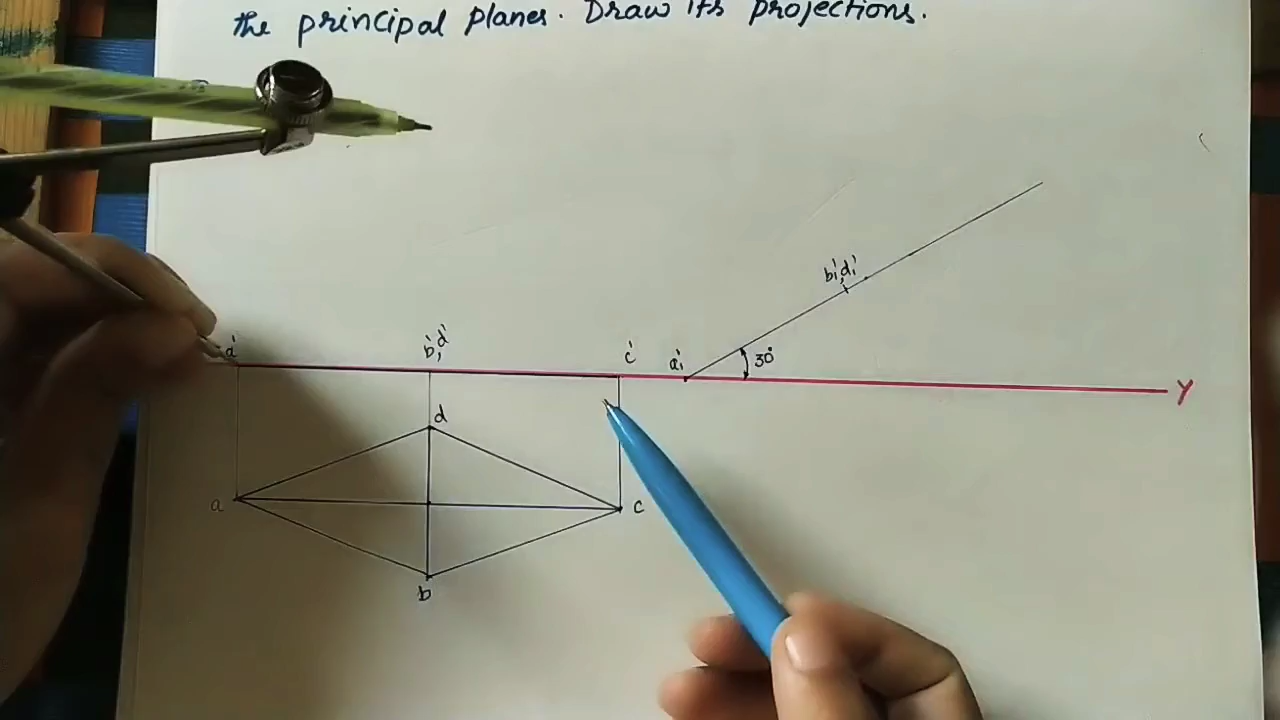 the principal planes. Draw its projections.
b₁',d₁'
a' b',d' c' a₁' 30°
Y
d
a c
b